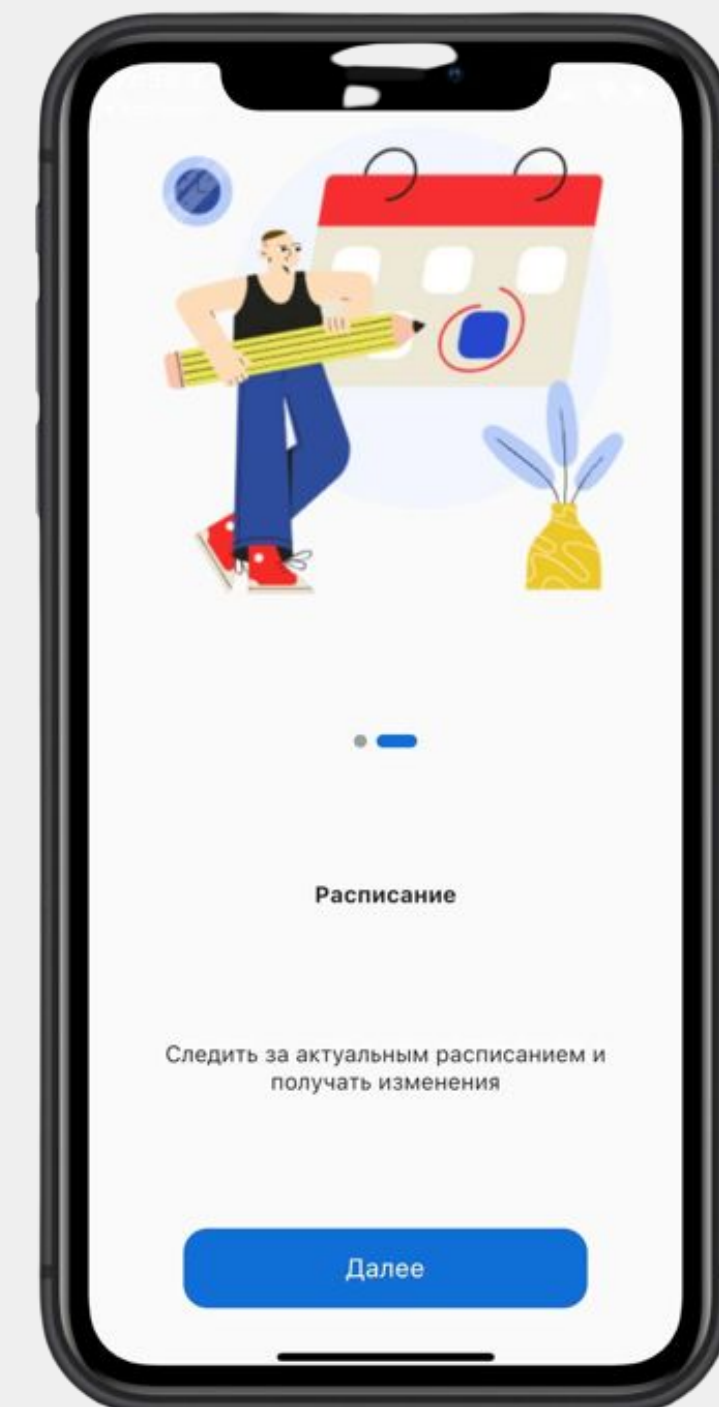 Расписание
Следить за актуальным расписанием и
получать изменения
Далее